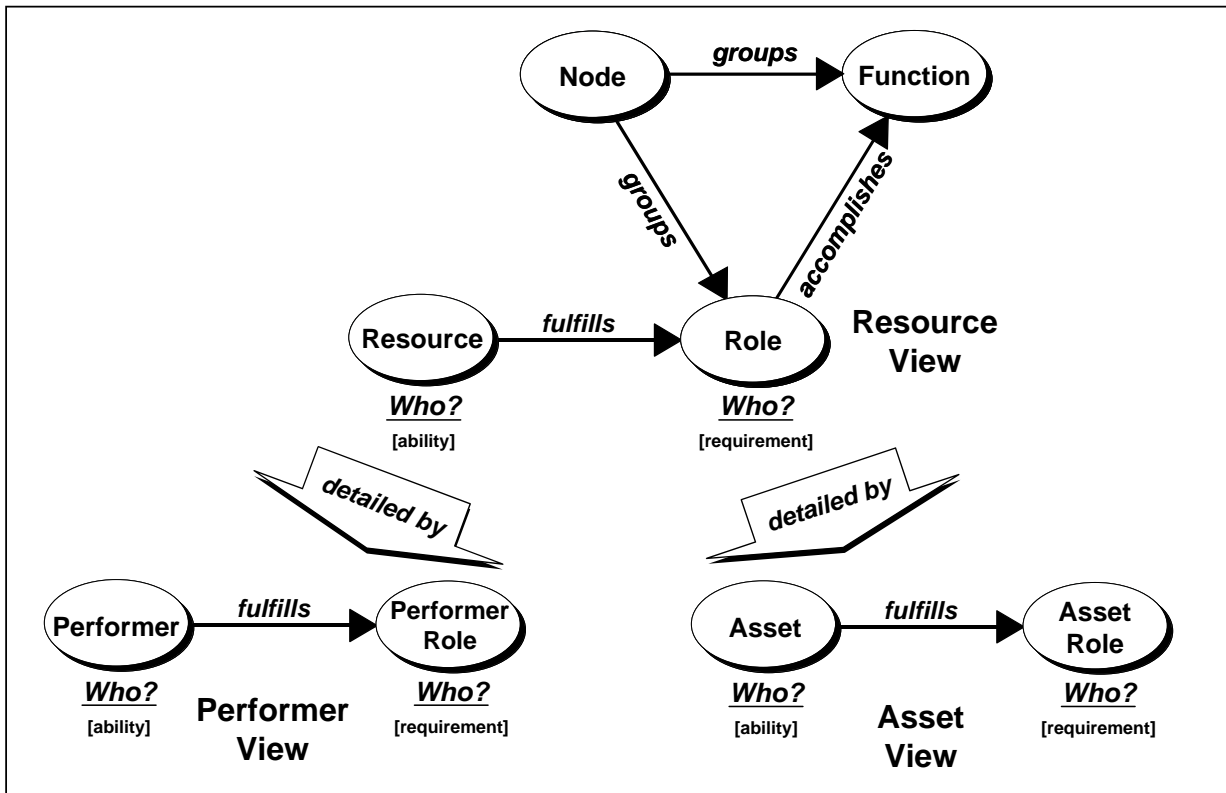 groups
Node
Function
groups
accomplishes
Resource
fulfills
Role
Resource
View
Who?
[ability]
Who?
[requirement]
detailed by
detailed by
Performer
fulfills
Performer
Role
Asset
fulfills
Asset
Role
Who?
[ability]
Performer
View
Who?
[requirement]
Who?
[ability]
Asset
View
Who?
[requirement]